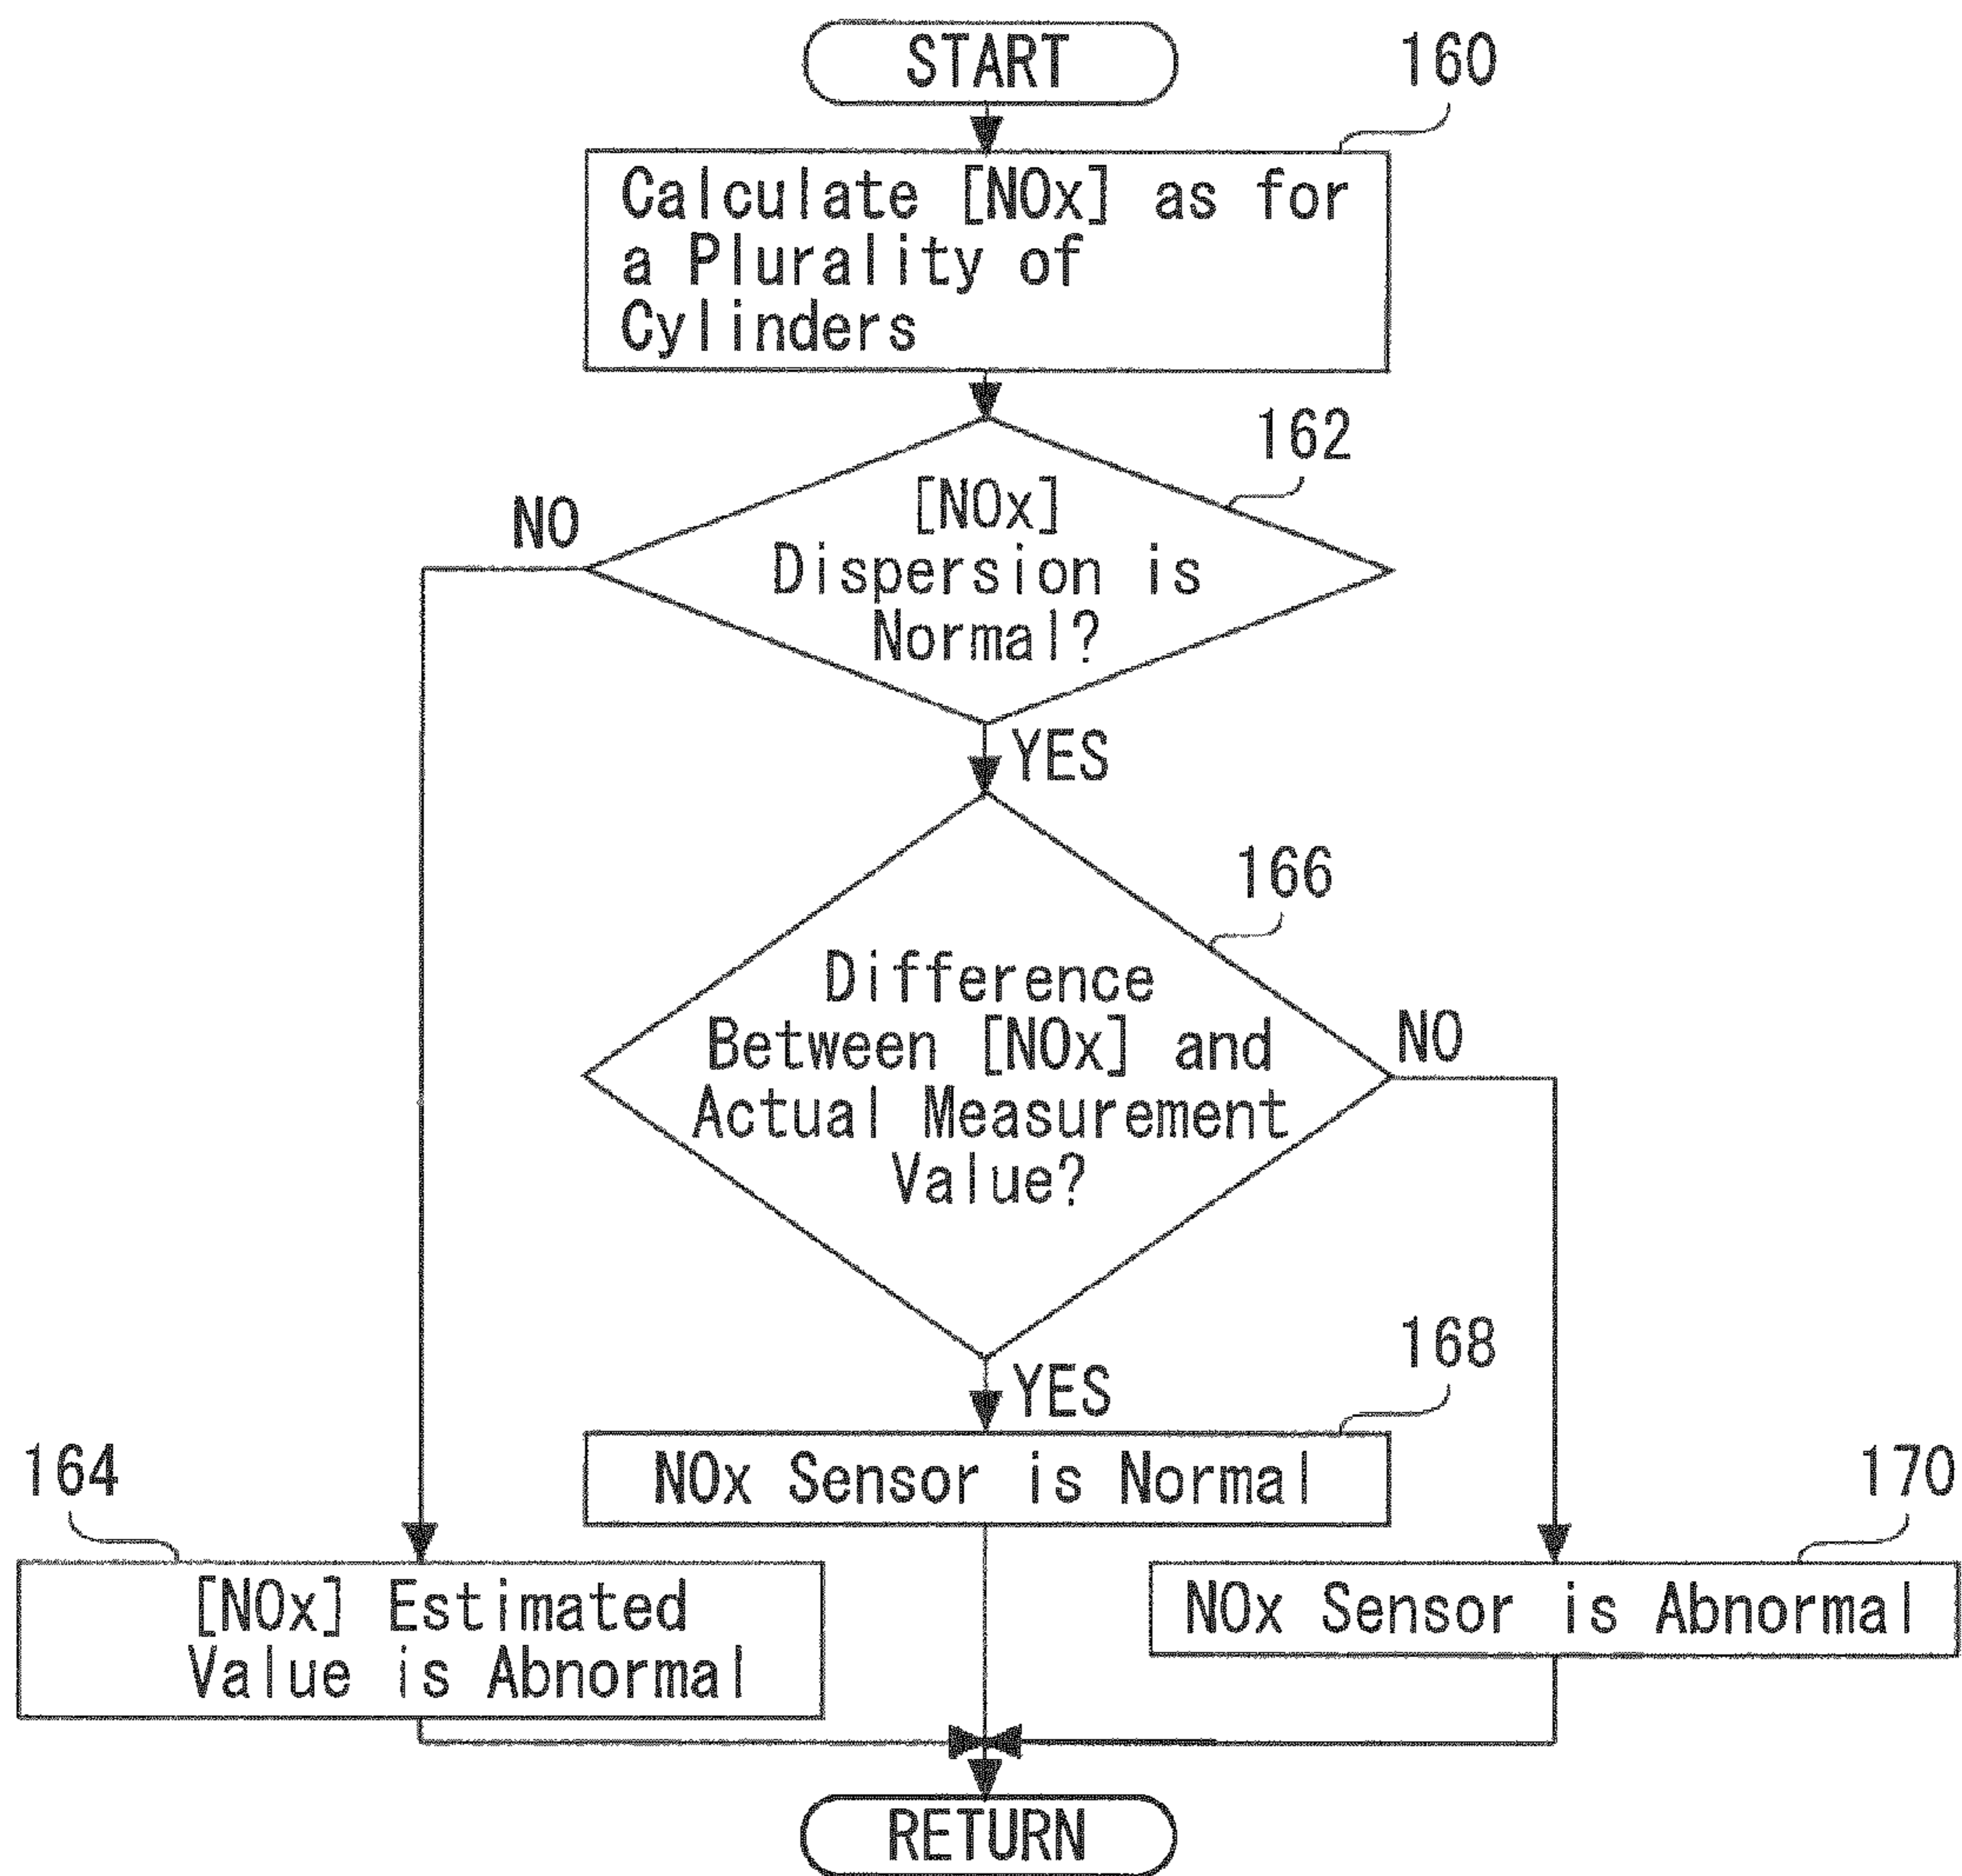 START
160
Calculate [NOx] as for
a Plurality of
Cylinders
162
[NOx]
Dispersion is
Normal?
NO
YES
166
Difference
Between [NOx] and
Actual Measurement
Value?
NO
YES
168
NOx Sensor is Normal
164
[NOx] Estimated
Value is Abnormal
170
NOx Sensor is Abnormal
RETURN